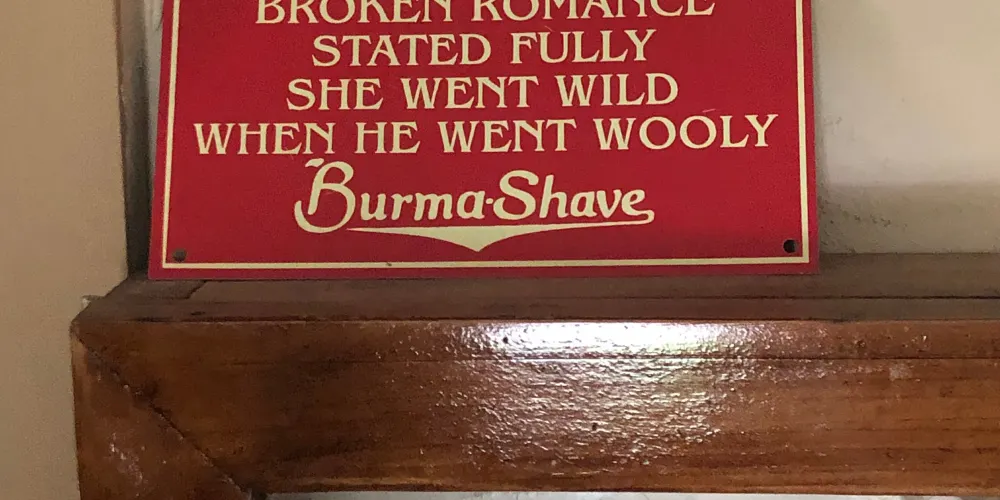 BROKEN ROMANCE
STATED FULLY
SHE WENT WILD
WHEN HE WENT WOOLY
Burma-Shave